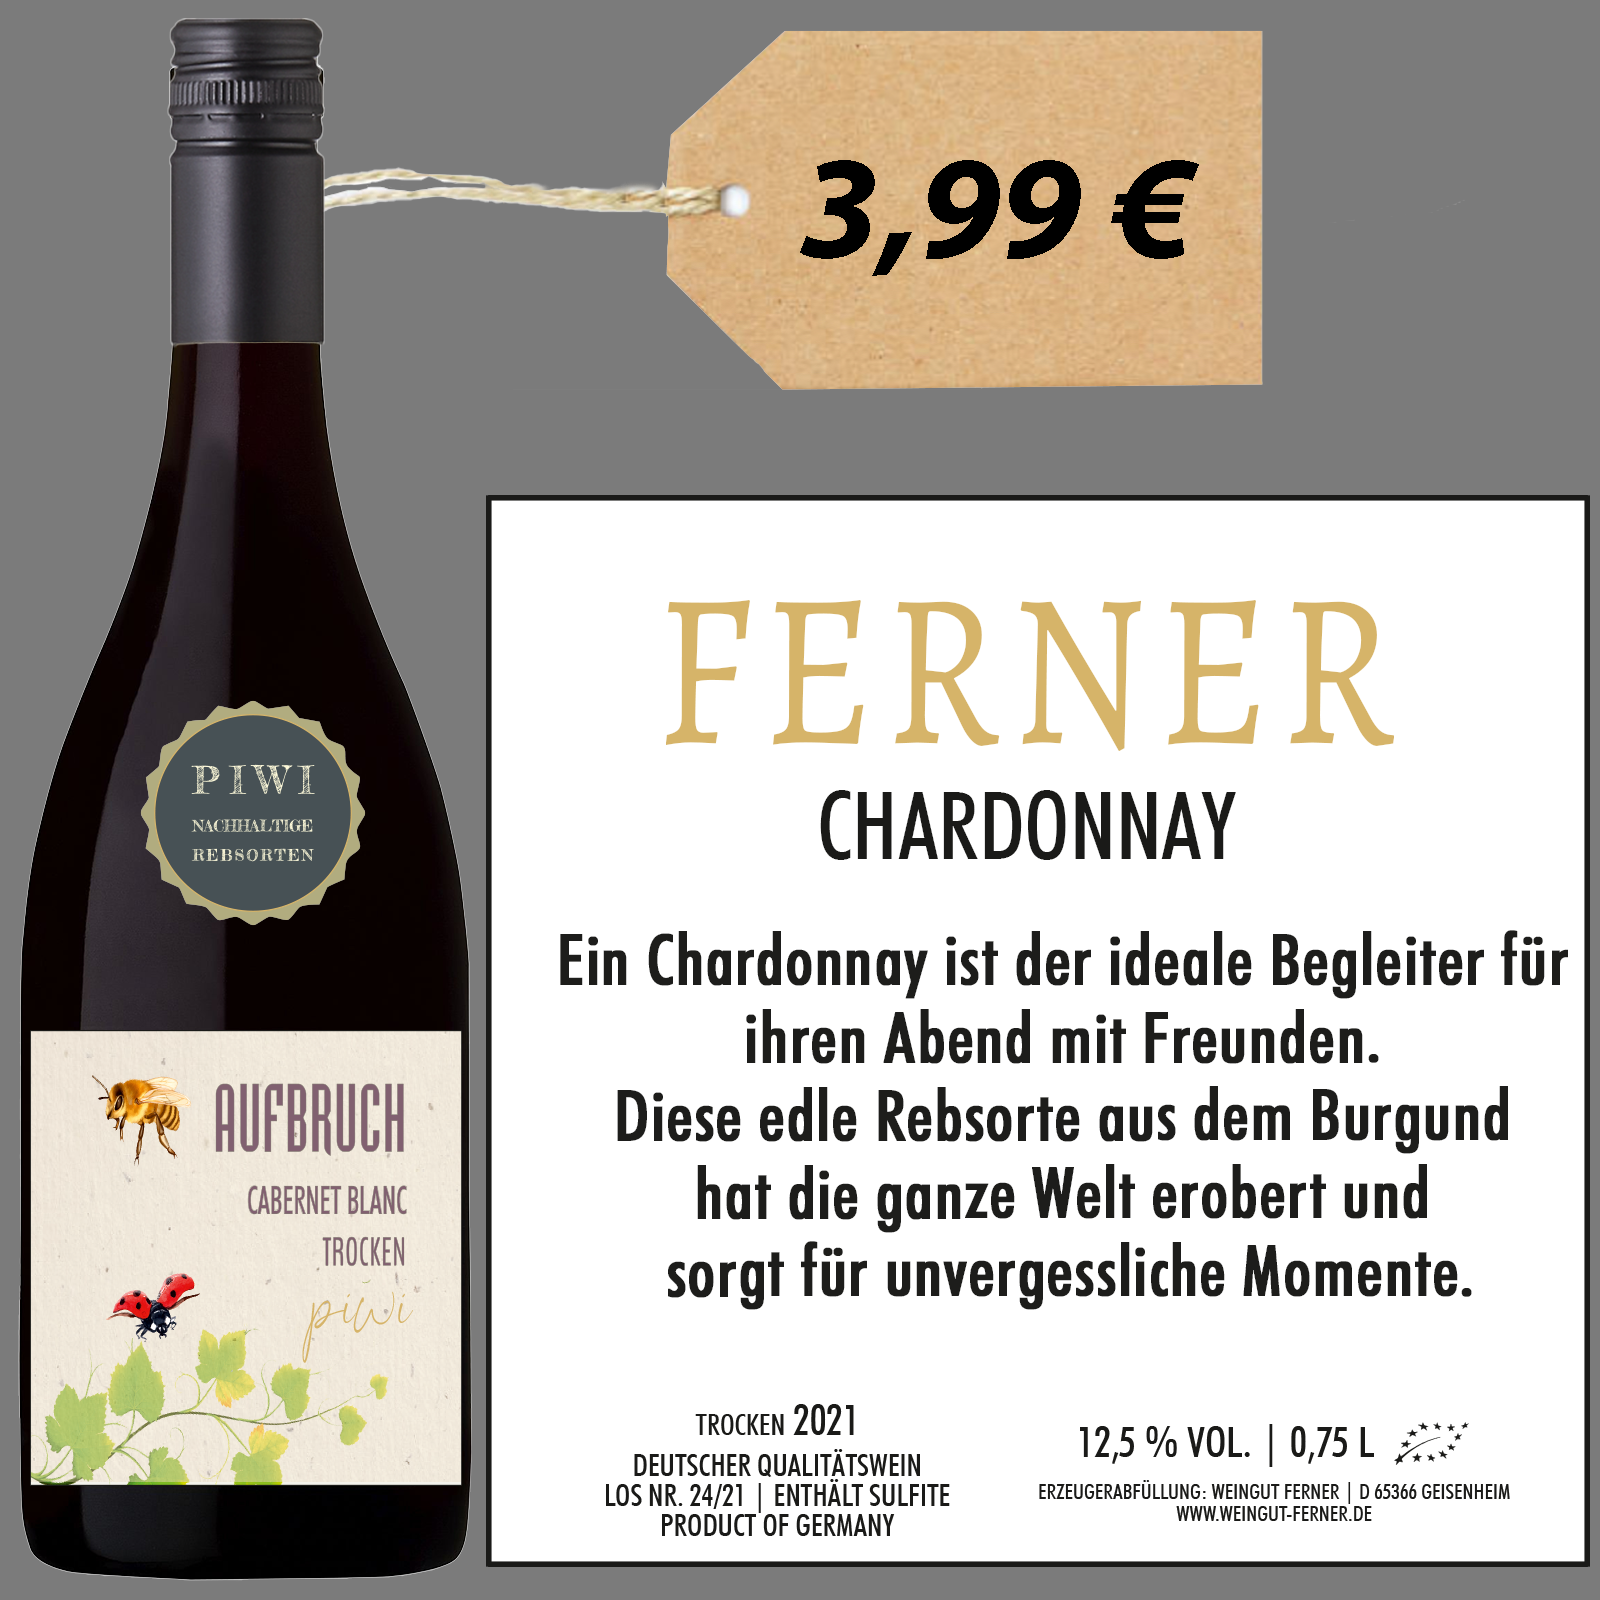 3,99 €
PIWI
NACHHALTIGE
REBSORTEN
AUFBRUCH
CABERNET BLANC
TROCKEN
piwi
FERNER
CHARDONNAY
Ein Chardonnay ist der ideale Begleiter für
ihren Abend mit Freunden.
Diese edle Rebsorte aus dem Burgund
hat die ganze Welt erobert und
sorgt für unvergessliche Momente.
TROCKEN 2021
DEUTSCHER QUALITÄTSWEIN
LOS NR. 24/21 | ENTHÄLT SULFITE
PRODUCT OF GERMANY
12,5 % VOL. | 0,75 L
ERZEUGERABFÜLLUNG: WEINGUT FERNER | D 65366 GEISENHEIM
WWW.WEINGUT-FERNER.DE